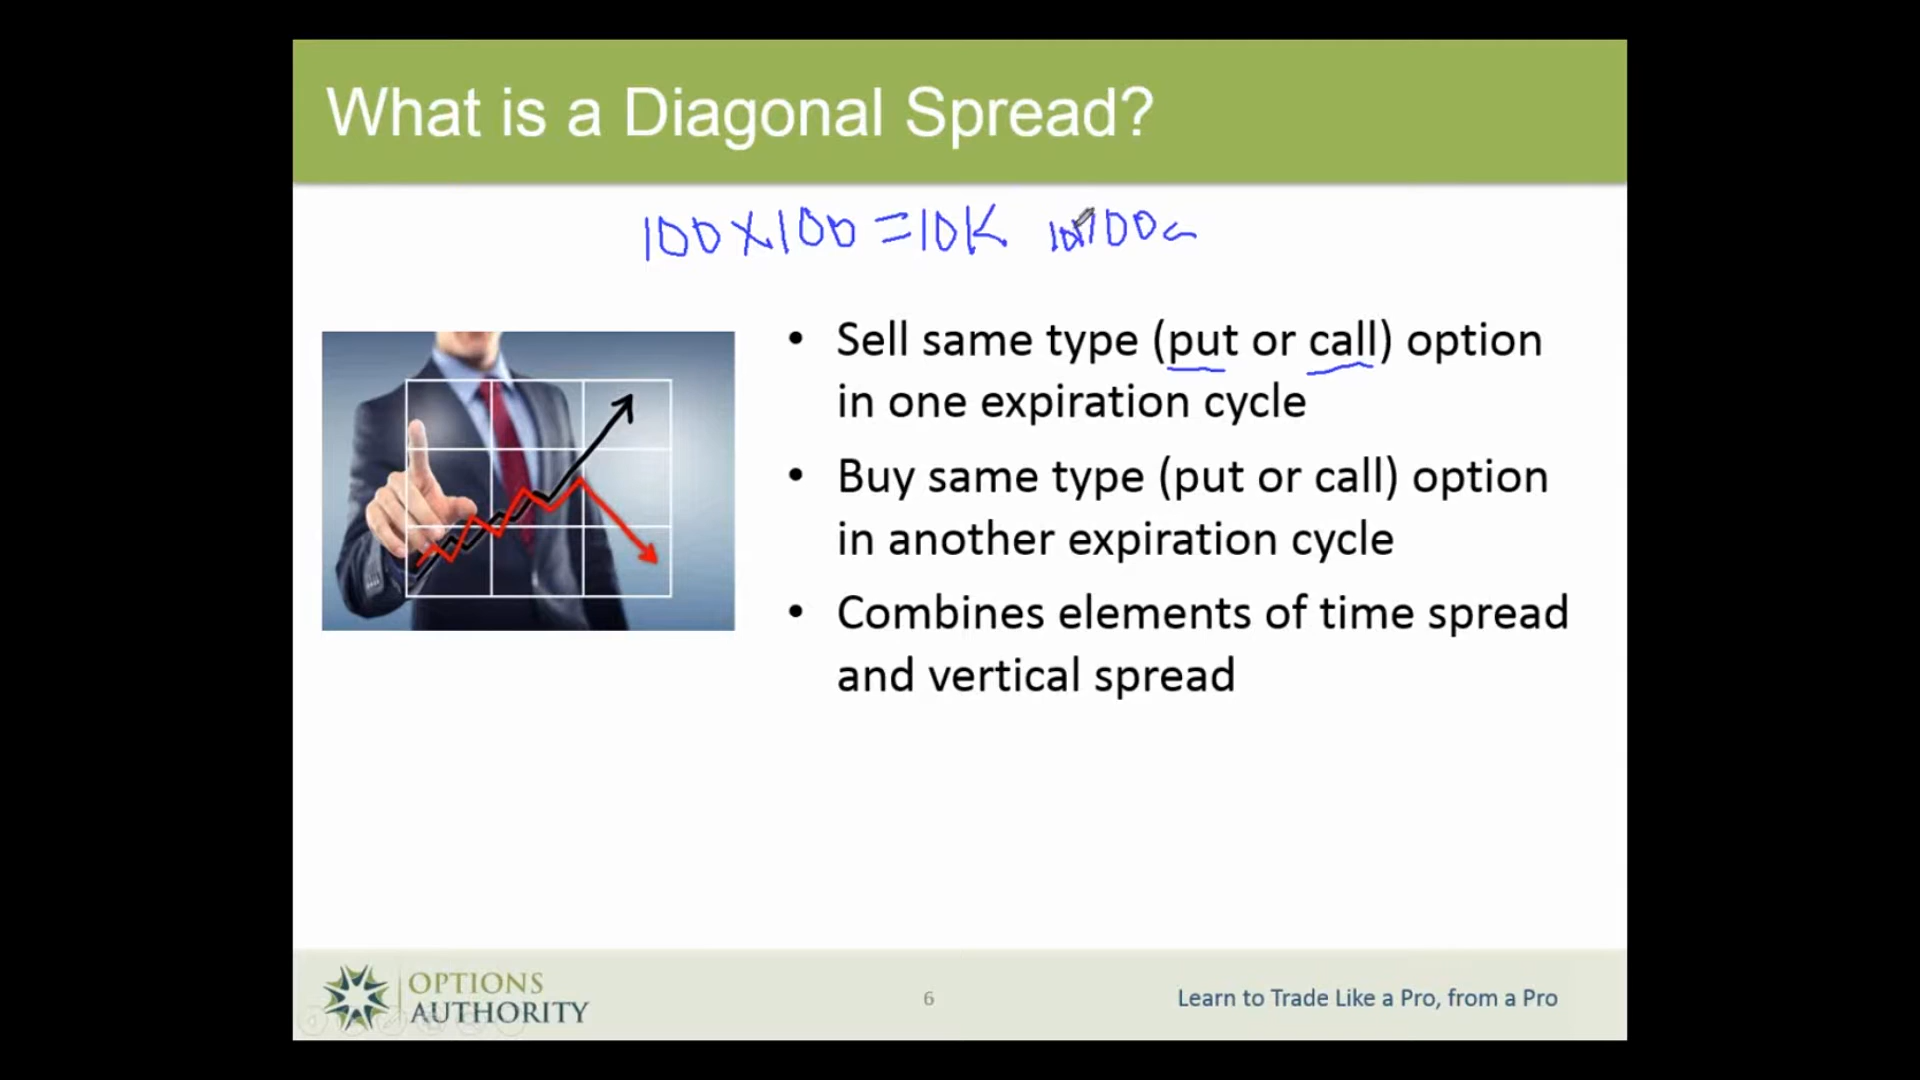 What is a Diagonal Spread?
100 x 100 = 10K
• Sell same type (put or call) option
in one expiration cycle
• Buy same type (put or call) option
in another expiration cycle
• Combines elements of time spread
and vertical spread
OPTIONS
AUTHORITY
6
Learn to Trade Like a Pro, from a Pro